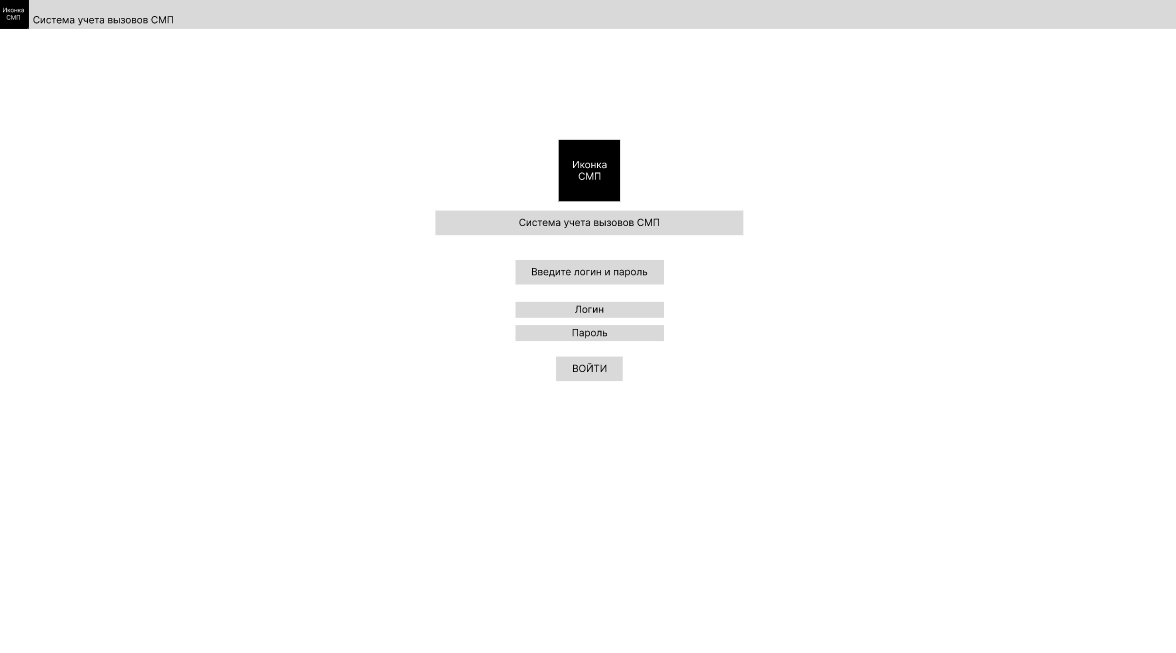 Иконка
СМП
Система учета вызовов СМП
Иконка
СМП
Система учета вызовов СМП
Введите логин и пароль
Логин
Пароль
ВОЙТИ